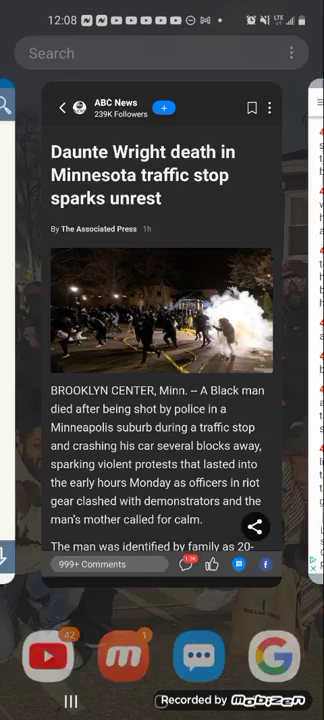 12:08
LTE
Search
ABC News
239K Followers
Daunte Wright death in
Minnesota traffic stop
sparks unrest
By The Associated Press 1h
BROOKLYN CENTER, Minn. -- A Black man
died after being shot by police in a
Minneapolis suburb during a traffic stop
and crashing his car several blocks away,
sparking violent protests that lasted into
the early hours Monday as officers in riot
gear clashed with demonstrators and the
man's mother called for calm.
The man was identified by family as 20-
999+ Comments
42
1
Recorded by mobizen